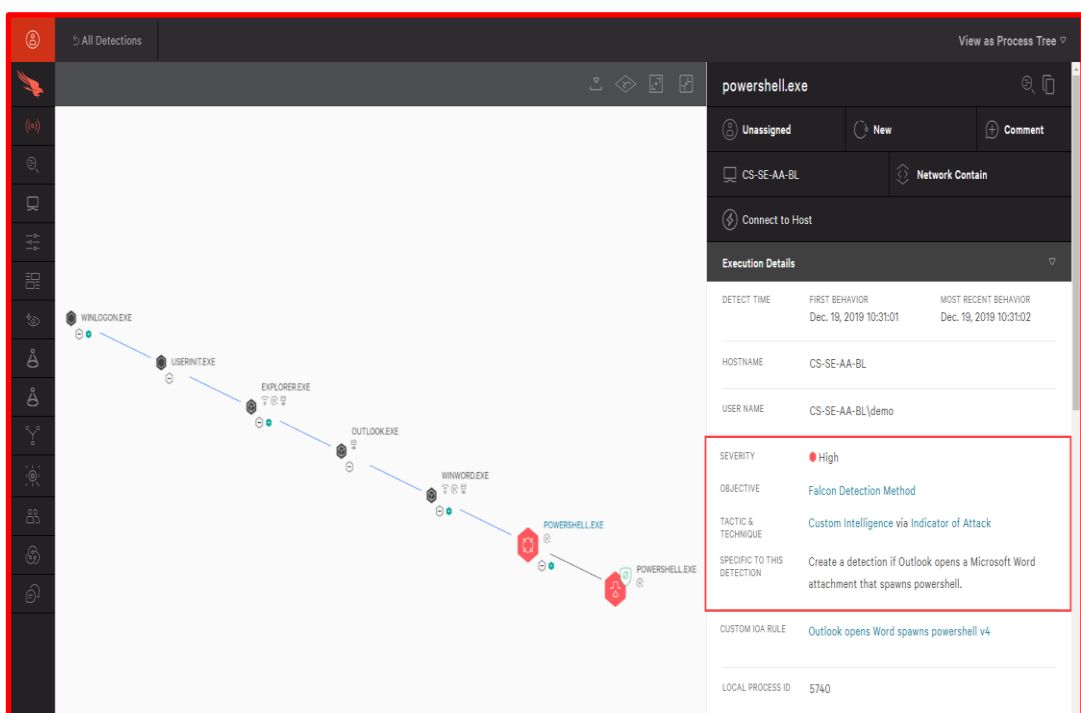 All Detections
View as Process Tree
powershell.exe
Unassigned
New
Comment
CS-SE-AA-BL
Network Contain
Connect to Host
Execution Details
DETECT TIME
FIRST BEHAVIOR
MOST RECENT BEHAVIOR
Dec. 19, 2019 10:31:01
Dec. 19, 2019 10:31:02
HOSTNAME
CS-SE-AA-BL
USER NAME
CS-SE-AA-BL\demo
SEVERITY
High
OBJECTIVE
Falcon Detection Method
TACTIC &
TECHNIQUE
Custom Intelligence via Indicator of Attack
SPECIFIC TO THIS
DETECTION
Create a detection if Outlook opens a Microsoft Word
attachment that spawns powershell.
CUSTOM IOA RULE
Outlook opens Word spawns powershell v4
LOCAL PROCESS ID
5740
WINLOGON.EXE
USERINIT.EXE
EXPLORER.EXE
OUTLOOK.EXE
WINWORD.EXE
POWERSHELL.EXE
POWERSHELL.EXE